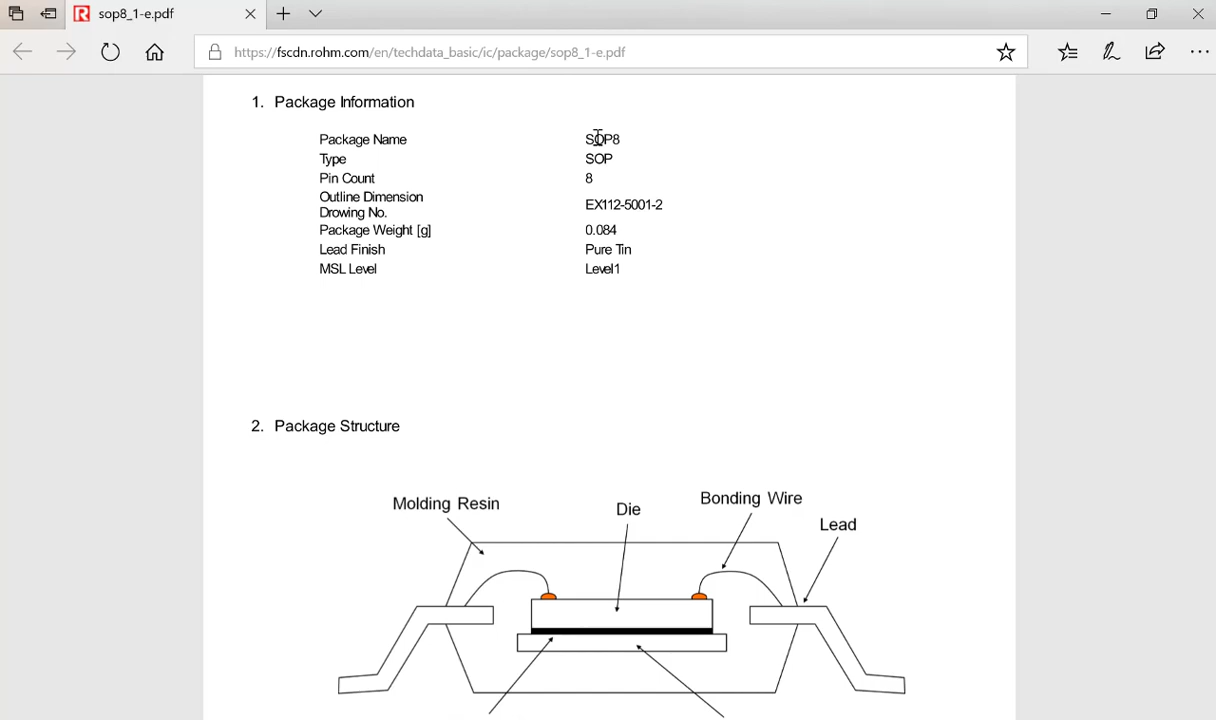 sop8_1-e.pdf
https://fscdn.rohm.com/en/techdata_basic/ic/package/sop8_1-e.pdf
1. Package Information
Package Name SOP8
Type SOP
Pin Count 8
Outline Dimension
Drowing No. EX112-5001-2
Package Weight [g] 0.084
Lead Finish Pure Tin
MSL Level Level1
2. Package Structure
Molding Resin
Die
Bonding Wire
Lead